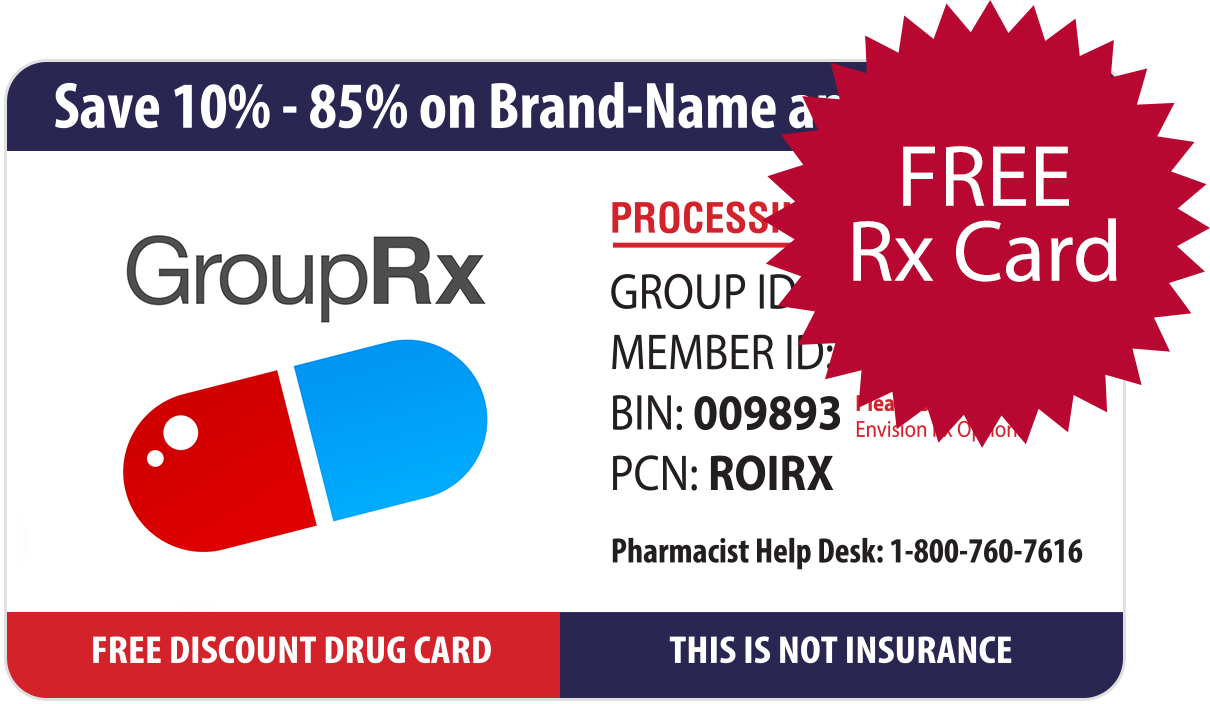 Save 10% - 85% on Brand-Name
FREE
Rx Card
GroupRx
GROUP ID
MEMBER ID:
BIN: 009893
Envision
PCN: ROIRX
Pharmacist Help Desk: 1-800-760-7616
FREE DISCOUNT DRUG CARD
THIS IS NOT INSURANCE